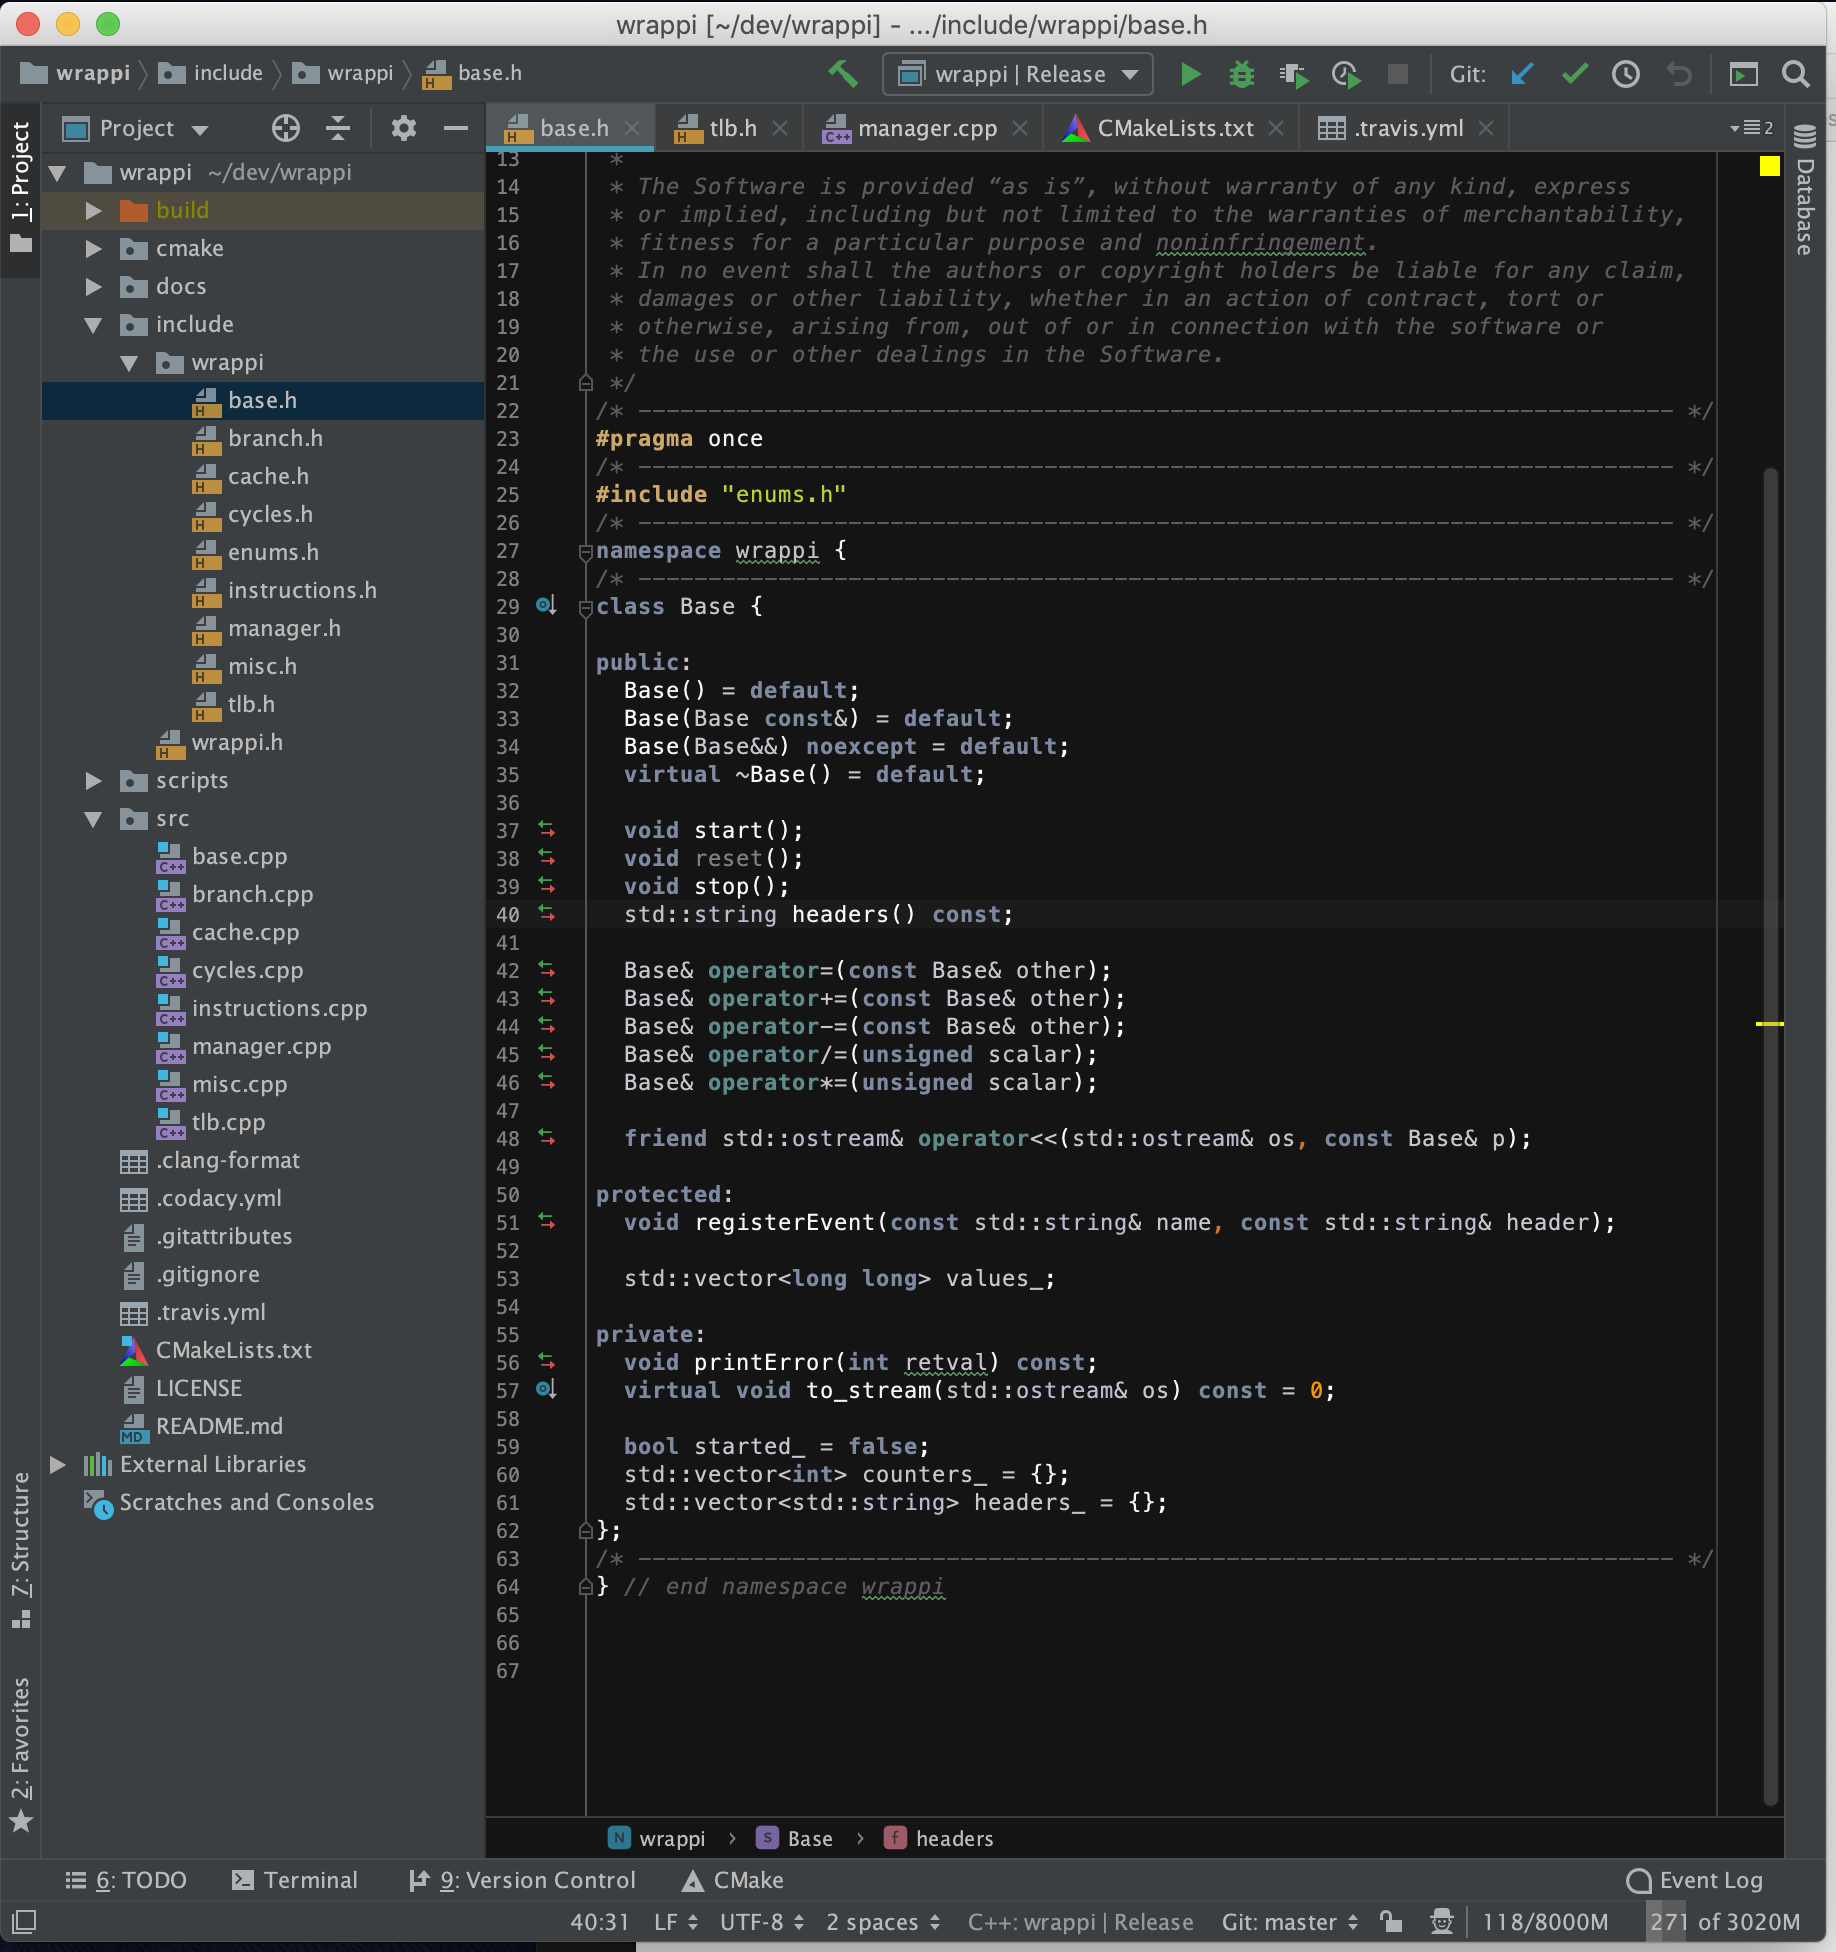 wrappi [~/dev/wrappi] - .../include/wrappi/base.h
wrappi include wrappi base.h wrappi | Release Git:
Project base.h tlb.h manager.cpp CMakeLists.txt .travis.yml 2
1: Project
7: Structure
2: Favorites
Database
wrappi ~/dev/wrappi
build
cmake
docs
include
wrappi
base.h
branch.h
cache.h
cycles.h
enums.h
instructions.h
manager.h
misc.h
tlb.h
wrappi.h
scripts
src
base.cpp
branch.cpp
cache.cpp
cycles.cpp
instructions.cpp
manager.cpp
misc.cpp
tlb.cpp
.clang-format
.codacy.yml
.gitattributes
.gitignore
.travis.yml
CMakeLists.txt
LICENSE
README.md
External Libraries
Scratches and Consoles
13 *
14 * The Software is provided “as is”, without warranty of any kind, express
15 * or implied, including but not limited to the warranties of merchantability,
16 * fitness for a particular purpose and noninfringement.
17 * In no event shall the authors or copyright holders be liable for any claim,
18 * damages or other liability, whether in an action of contract, tort or
19 * otherwise, arising from, out of or in connection with the software or
20 * the use or other dealings in the Software.
21 */
22 /* -------------------------------------------------------------------------- */
23 #pragma once
24 /* -------------------------------------------------------------------------- */
25 #include "enums.h"
26 /* -------------------------------------------------------------------------- */
27 namespace wrappi {
28 /* -------------------------------------------------------------------------- */
29 class Base {
30
31 public:
32 Base() = default;
33 Base(Base const&) = default;
34 Base(Base&&) noexcept = default;
35 virtual ~Base() = default;
36
37 void start();
38 void reset();
39 void stop();
40 std::string headers() const;
41
42 Base& operator=(const Base& other);
43 Base& operator+=(const Base& other);
44 Base& operator-=(const Base& other);
45 Base& operator/=(unsigned scalar);
46 Base& operator*=(unsigned scalar);
47
48 friend std::ostream& operator<<(std::ostream& os, const Base& p);
49
50 protected:
51 void registerEvent(const std::string& name, const std::string& header);
52
53 std::vector<long long> values_;
54
55 private:
56 void printError(int retval) const;
57 virtual void to_stream(std::ostream& os) const = 0;
58
59 bool started_ = false;
60 std::vector<int> counters_ = {};
61 std::vector<std::string> headers_ = {};
62 };
63 /* -------------------------------------------------------------------------- */
64 } // end namespace wrappi
65
66
67
N wrappi › S Base › f headers
6: TODO Terminal 9: Version Control CMake Event Log
40:31 LF UTF-8 2 spaces C++: wrappi | Release Git: master 118/8000M 271 of 3020M